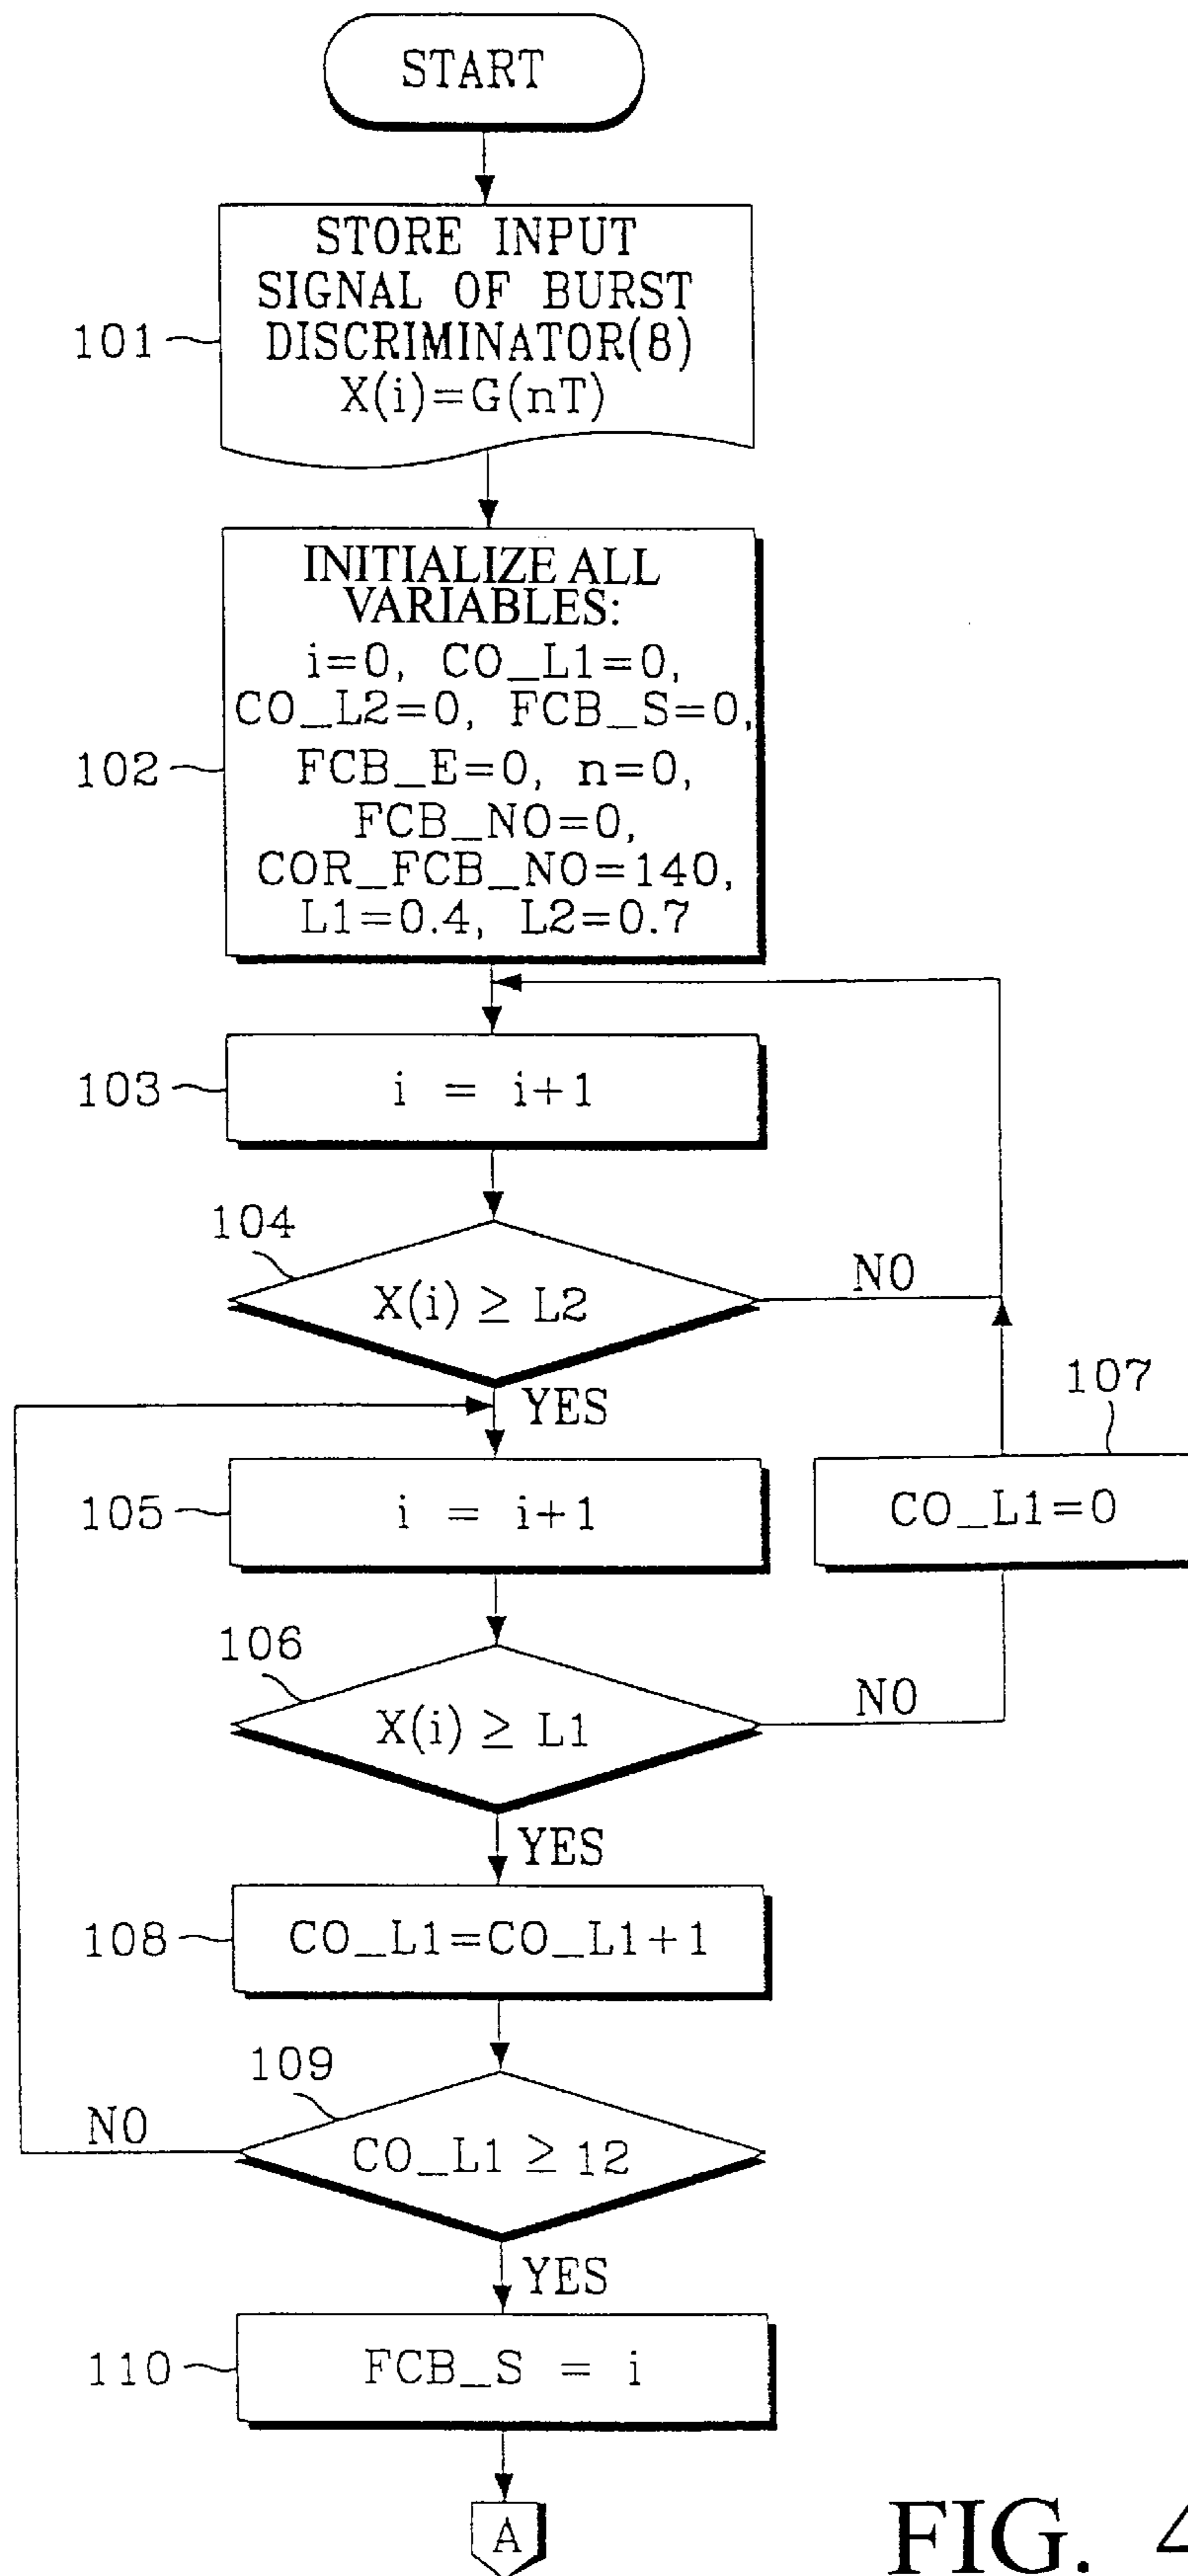 START
STORE INPUT
SIGNAL OF BURST
DISCRIMINATOR(8)
X(i)=G(nT)
101
INITIALIZE ALL
VARIABLES:
i=0, CO_L1=0,
CO_L2=0, FCB_S=0,
FCB_E=0, n=0,
FCB_NO=0,
COR_FCB_NO=140,
L1=0.4, L2=0.7
102
103
i = i+1
104
X(i) ≥ L2
NO
YES
107
105
i = i+1
CO_L1=0
106
X(i) ≥ L1
NO
YES
108
CO_L1=CO_L1+1
109
NO
CO_L1 ≥ 12
YES
110
FCB_S = i
A
FIG. 4